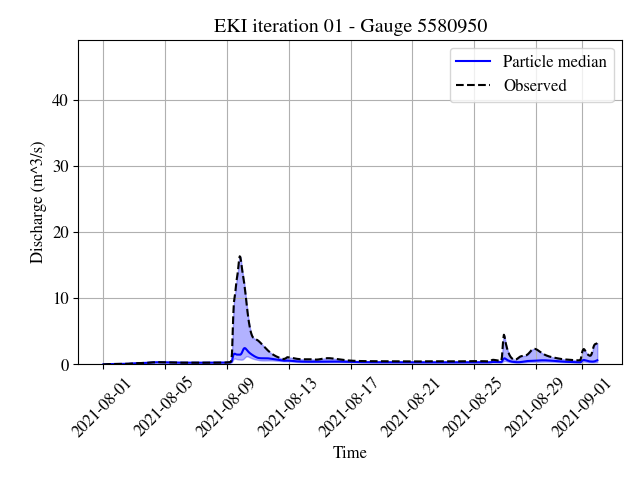 EKI iteration 01 - Gauge 5580950
Particle median
Observed
Discharge (m^3/s)
40
30
20
10
0
2021-08-01
2021-08-05
2021-08-09
2021-08-13
2021-08-17
2021-08-21
2021-08-25
2021-08-29
2021-09-01
Time